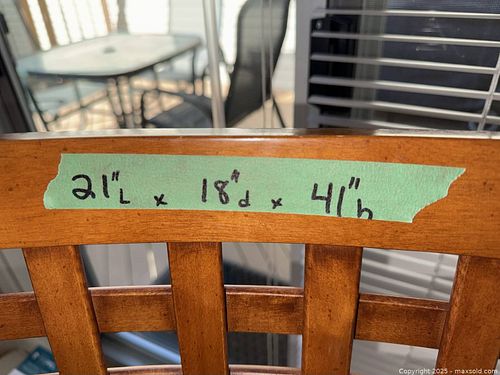 21"L x 18"d x 41"h
Copyright 2025 - maxsold.com